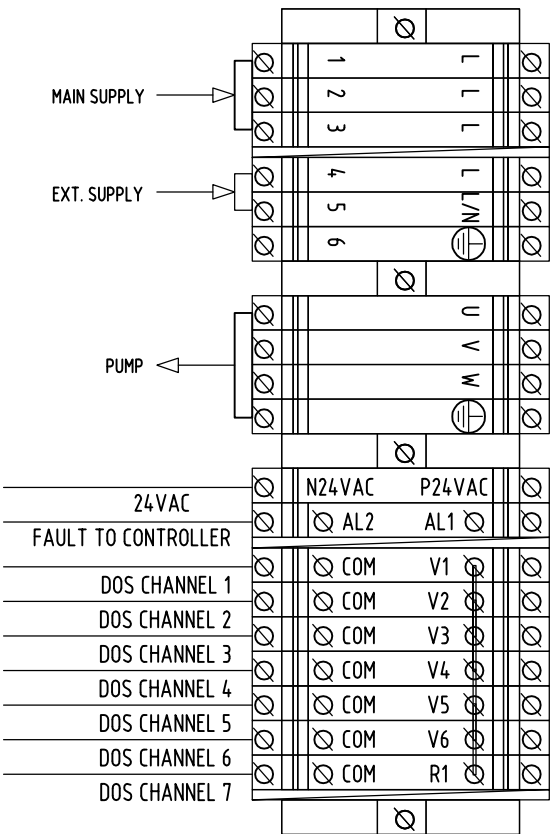 1 L
MAIN SUPPLY 2 L
3 L
4 L
EXT. SUPPLY 5 L/N
6
U
V
PUMP W
N24VAC P24VAC
24VAC
AL2 AL1
FAULT TO CONTROLLER
COM V1
DOS CHANNEL 1
COM V2
DOS CHANNEL 2
COM V3
DOS CHANNEL 3
COM V4
DOS CHANNEL 4
COM V5
DOS CHANNEL 5
COM V6
DOS CHANNEL 6
COM R1
DOS CHANNEL 7